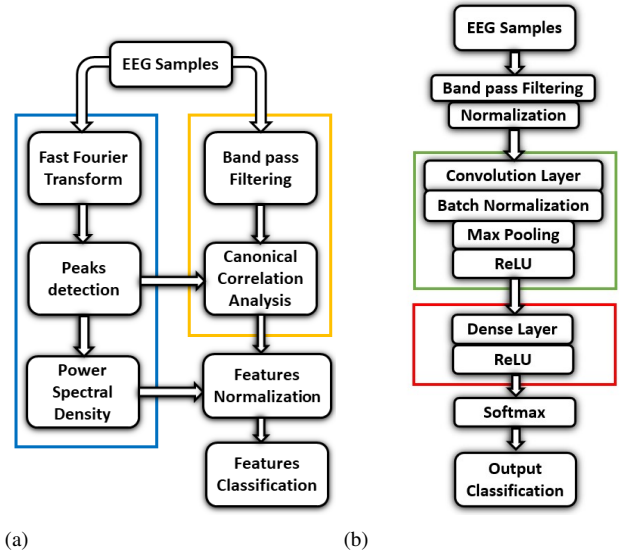 EEG Samples
Fast Fourier
Transform
Band pass
Filtering
Peaks
detection
Canonical
Correlation
Analysis
Power
Spectral
Density
Features
Normalization
Features
Classification
(a)
EEG Samples
Band pass Filtering
Normalization
Convolution Layer
Batch Normalization
Max Pooling
ReLU
Dense Layer
ReLU
Softmax
Output
Classification
(b)